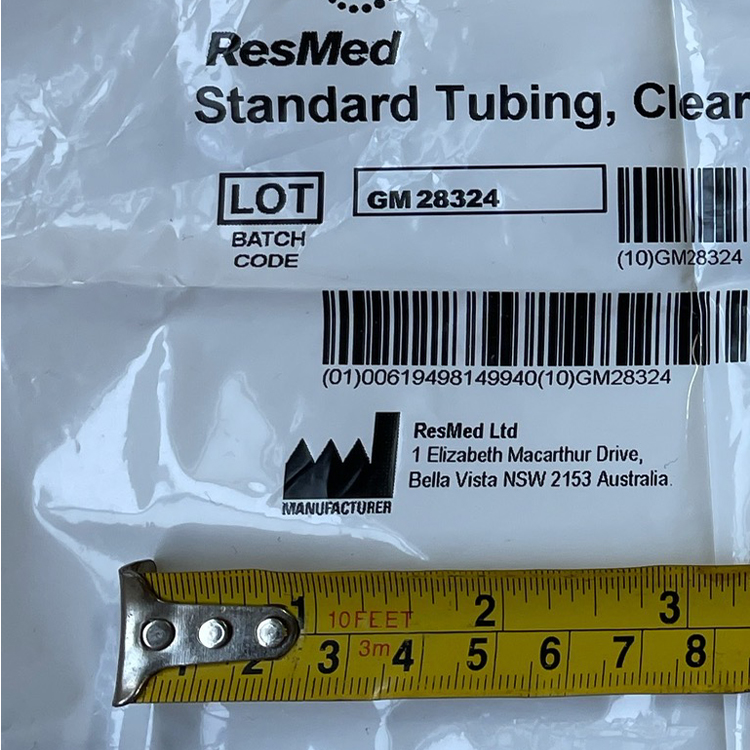 ResMed
Standard Tubing, Clear
LOT
GM 28324
BATCH
CODE
(10)GM28324
(01)00619498149940(10)GM28324
ResMed Ltd
1 Elizabeth Macarthur Drive,
Bella Vista NSW 2153 Australia.
MANUFACTURER
1 10FEET 2 3
1 2 3 3m 4 5 6 7 8